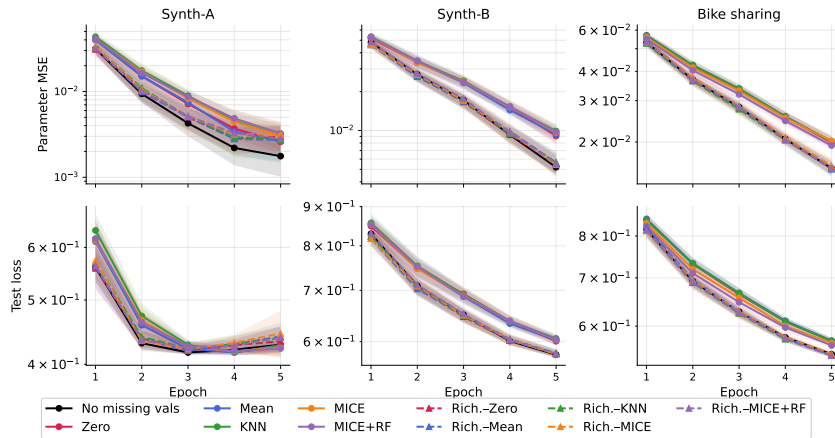 Synth-A Synth-B Bike sharing
Parameter MSE
10⁻² 10⁻³
10⁻²
6 × 10⁻² 4 × 10⁻² 3 × 10⁻² 2 × 10⁻²
Test loss
6 × 10⁻¹ 5 × 10⁻¹ 4 × 10⁻¹
9 × 10⁻¹ 8 × 10⁻¹ 7 × 10⁻¹ 6 × 10⁻¹
8 × 10⁻¹ 7 × 10⁻¹ 6 × 10⁻¹
1 2 3 4 5 1 2 3 4 5 1 2 3 4 5
Epoch Epoch Epoch
No missing vals Mean MICE Rich.–Zero Rich.–KNN Rich.–MICE+RF
Zero KNN MICE+RF Rich.–Mean Rich.–MICE